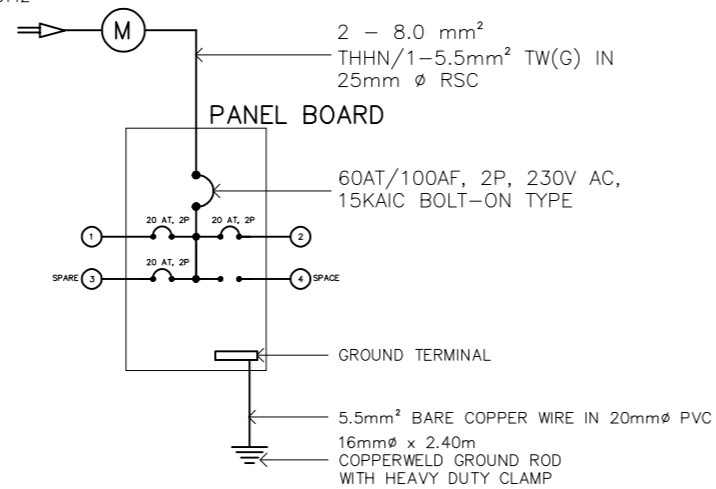 M
2 – 8.0 mm²
THHN/1–5.5mm² TW(G) IN
25mm ø RSC
PANEL BOARD
60AT/100AF, 2P, 230V AC,
15KAIC BOLT–ON TYPE
20 AT, 2P
20 AT, 2P
1
2
20 AT, 2P
SPARE 3
4 SPACE
GROUND TERMINAL
5.5mm² BARE COPPER WIRE IN 20mmø PVC
16mmø x 2.40m
COPPERWELD GROUND ROD
WITH HEAVY DUTY CLAMP